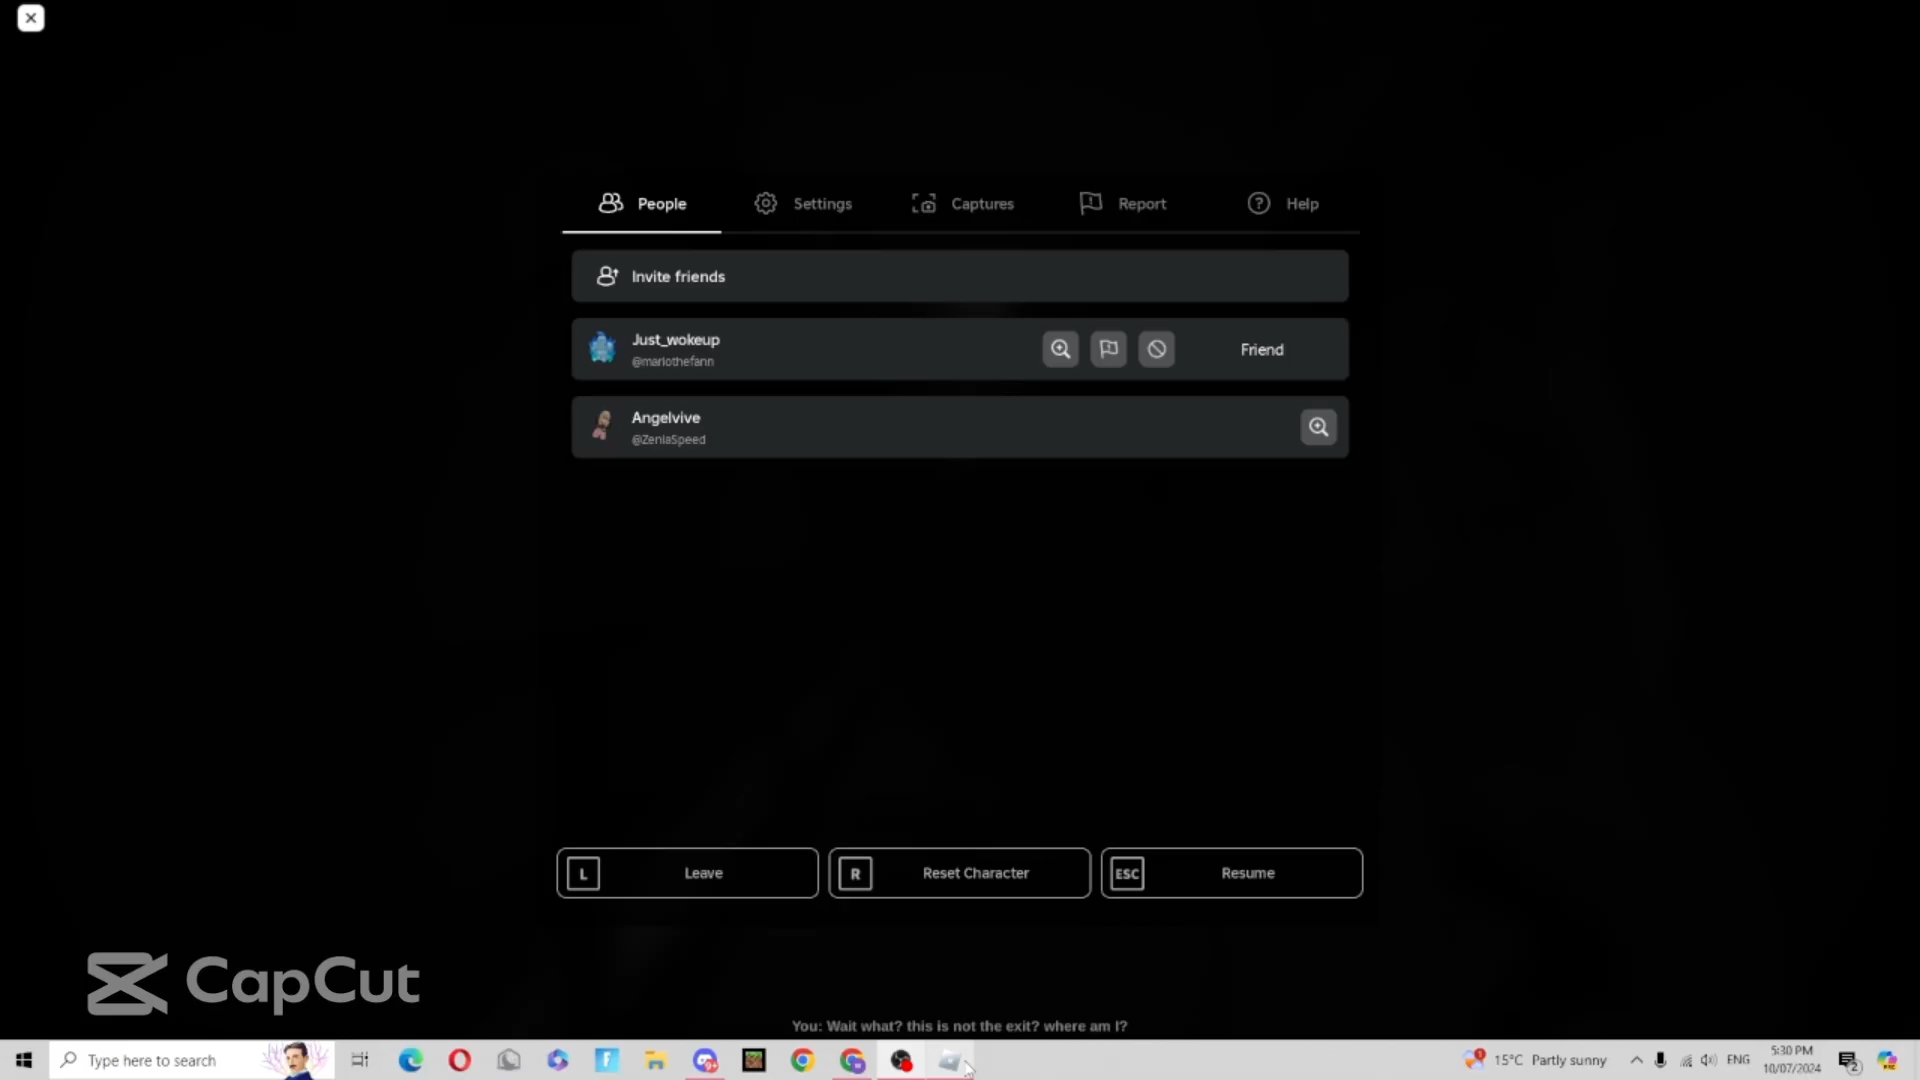 People Settings Captures Report Help
Invite friends
Just_wokeup
@mariothefann
Friend
Angelvive
@ZeniaSpeed
L Leave R Reset Character ESC Resume
CapCut
You: Wait what? this is not the exit? where am I?
Type here to search
15°C Partly sunny
ENG
5:30 PM
10/07/2024
2